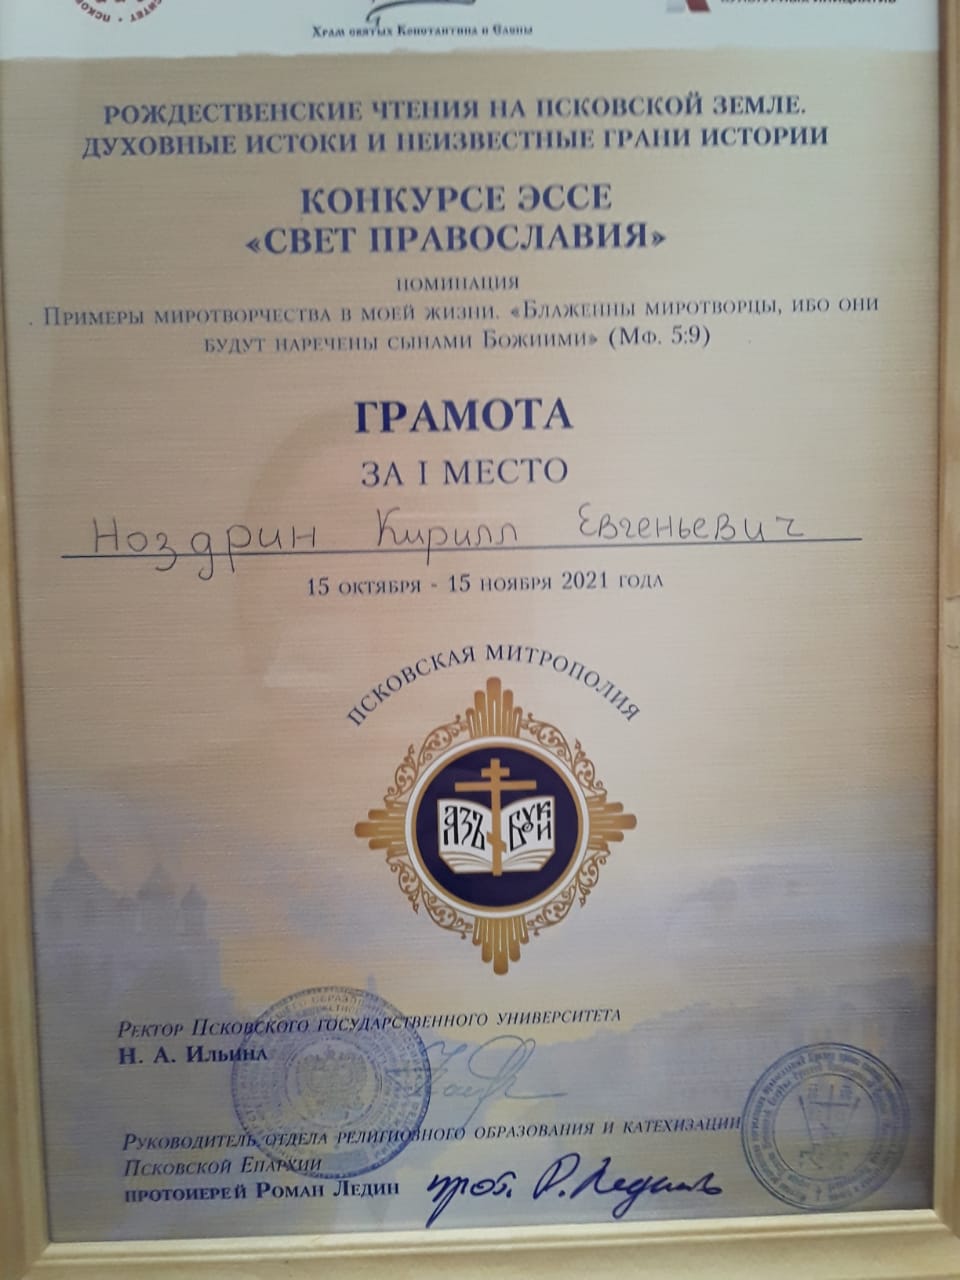 Храм святых Константина и Елены
РОЖДЕСТВЕНСКИЕ ЧТЕНИЯ НА ПСКОВСКОЙ ЗЕМЛЕ.
ДУХОВНЫЕ ИСТОКИ И НЕИЗВЕСТНЫЕ ГРАНИ ИСТОРИИ
КОНКУРСЕ ЭССЕ
«СВЕТ ПРАВОСЛАВИЯ»
НОМИНАЦИЯ
. ПРИМЕРЫ МИРОТВОРЧЕСТВА В МОЕЙ ЖИЗНИ. «БЛАЖЕННЫ МИРОТВОРЦЫ, ИБО ОНИ
БУДУТ НАРЕЧЕНЫ СЫНАМИ БОЖИИМИ» (МФ. 5:9)
ГРАМОТА
ЗА I МЕСТО
Ноздрин Кирилл Евгеньевич
15 ОКТЯБРЯ - 15 НОЯБРЯ 2021 ГОДА
ПСКОВСКАЯ МИТРОПОЛИЯ
АЗЪ БУКИ
РЕКТОР ПСКОВСКОГО ГОСУДАРСТВЕННОГО УНИВЕРСИТЕТА
Н. А. ИЛЬИНА
РУКОВОДИТЕЛЬ ОТДЕЛА РЕЛИГИОЗНОГО ОБРАЗОВАНИЯ И КАТЕХИЗАЦИИ
ПСКОВСКОЙ ЕПАРХИИ
ПРОТОИЕРЕЙ РОМАН ЛЕДИН прот. Р. Ледин